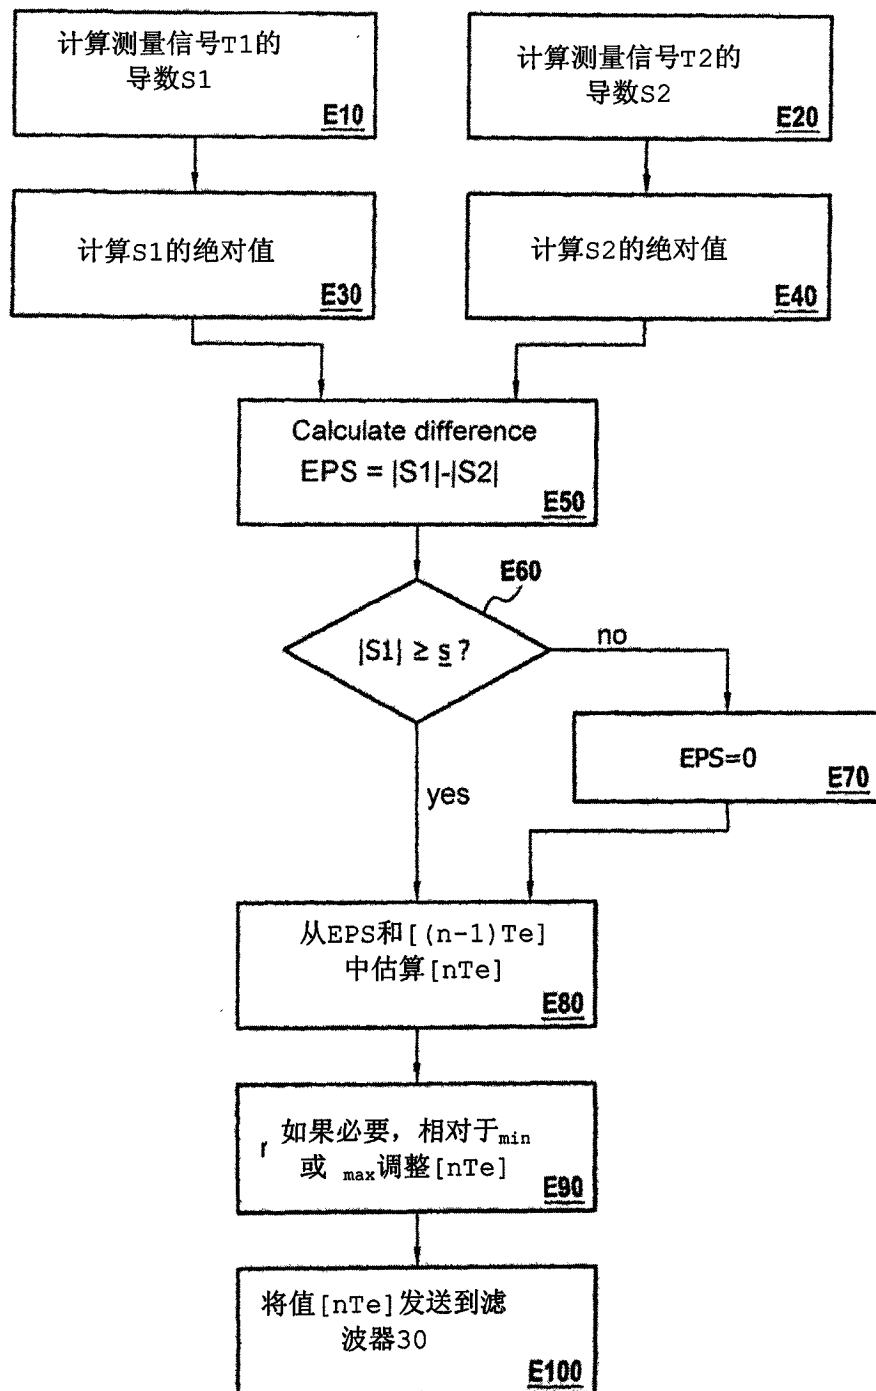 计算测量信号T1的
导数S1
E10
计算测量信号T2的
导数S2
E20
计算S1的绝对值
E30
计算S2的绝对值
E40
Calculate difference
EPS = |S1|-|S2|
E50
E60
|S1| ≥ s ?
no
yes
EPS=0
E70
从EPS和[(n-1)Te]
中估算[nTe]
E80
r 如果必要，相对于min
或 max调整[nTe]
E90
将值[nTe]发送到滤
波器30
E100